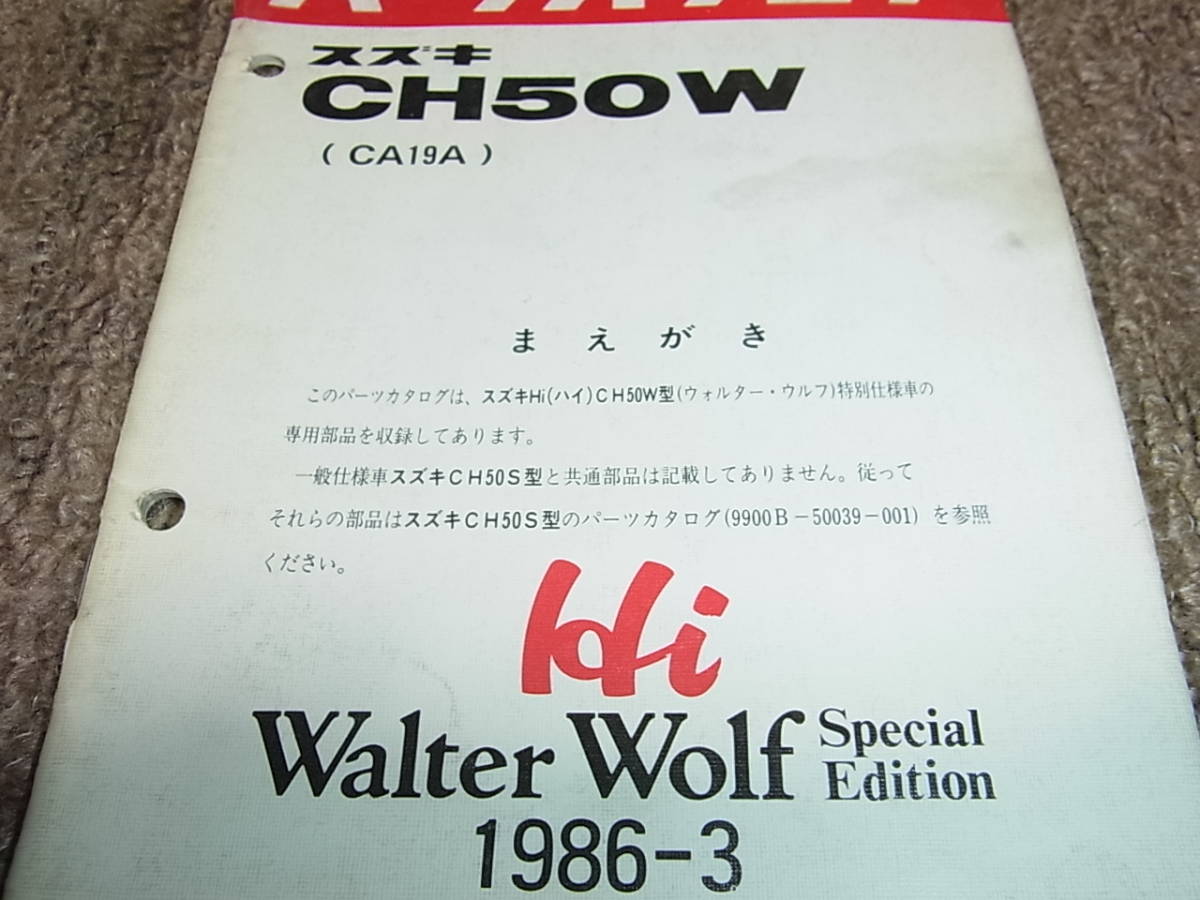 スズキ
CH50W
( CA19A )
まえがき
このパーツカタログは、スズキHi(ハイ)CH50W型(ウォルター・ウルフ)特別仕様車の
専用部品を収録してあります。
一般仕様車スズキCH50S型と共通部品は記載してありません。従って
それらの部品はスズキCH50S型のパーツカタログ(9900B-50039-001)を参照
ください。
Hi
Walter Wolf Special Edition
1986-3